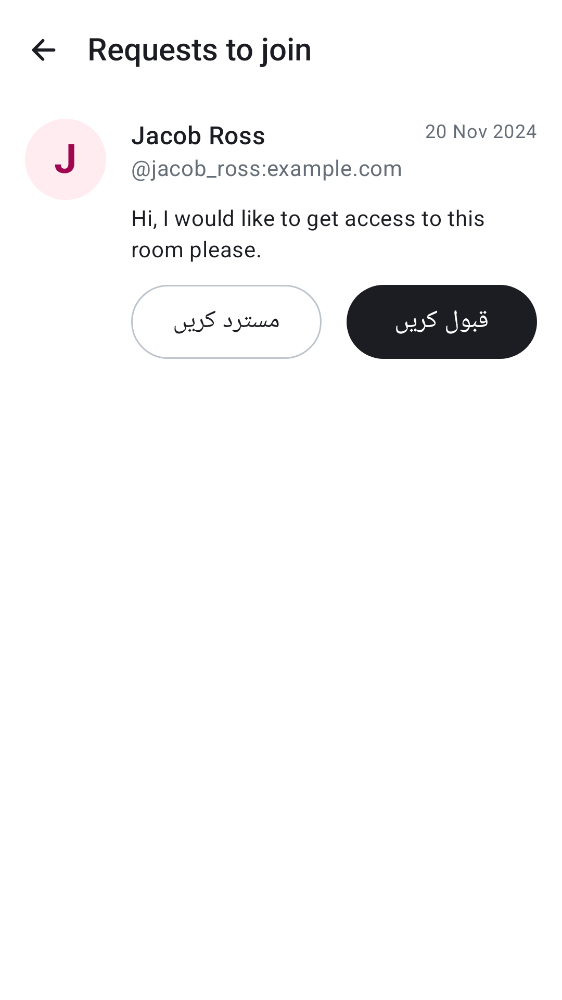 Requests to join
J
Jacob Ross
20 Nov 2024
@jacob_ross:example.com
Hi, I would like to get access to this
room please.
مسترد کریں
قبول کریں